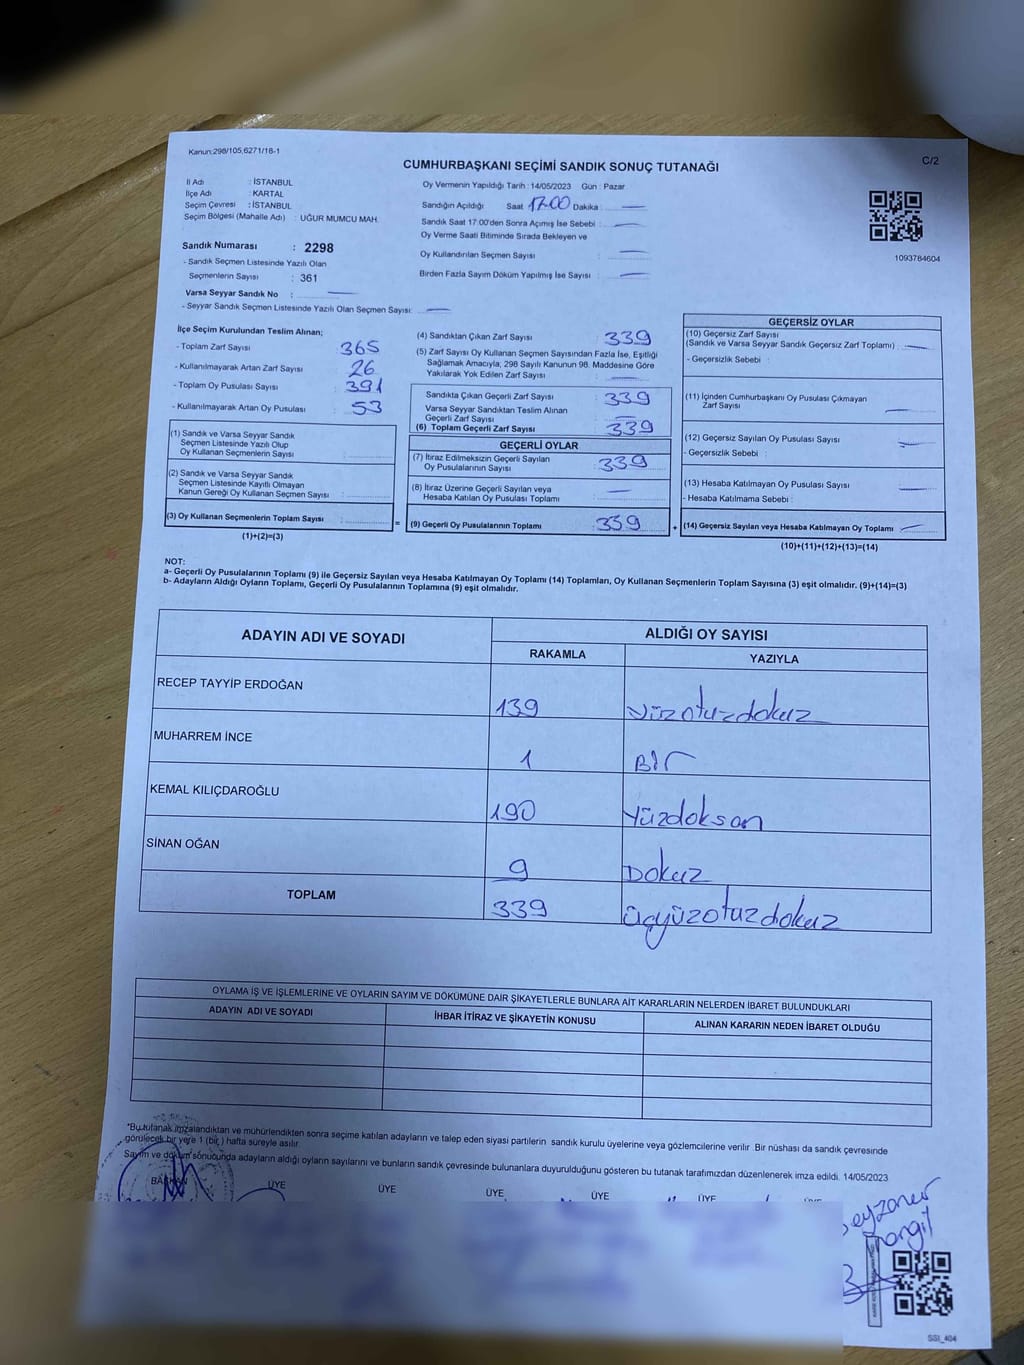 Kanun:298/105,6271/18-1
CUMHURBAŞKANI SEÇİMİ SANDIK SONUÇ TUTANAĞI
C/2
İl Adı : İSTANBUL
İlçe Adı : KARTAL
Seçim Çevresi : İSTANBUL
Seçim Bölgesi (Mahalle Adı) : UĞUR MUMCU MAH.
Sandık Numarası : 2298
- Sandık Seçmen Listesinde Yazılı Olan
Seçmenlerin Sayısı : 361
Varsa Seyyar Sandık No :
- Seyyar Sandık Seçmen Listesinde Yazılı Olan Seçmen Sayısı:
Oy Vermenin Yapıldığı Tarih : 14/05/2023 Gün : Pazar
Sandığın Açıldığı Saat 17.00 Dakika :
Sandık Saat 17:00'den Sonra Açımış İse Sebebi :
Oy Verme Saati Bitiminde Sırada Bekleyen ve
Oy Kullandırılan Seçmen Sayısı
Birden Fazla Sayım Döküm Yapılmış İse Sayısı :
1093784604
İlçe Seçim Kurulundan Teslim Alınan;
- Toplam Zarf Sayısı 365
- Kullanılmayarak Artan Zarf Sayısı 26
- Toplam Oy Pusulası Sayısı 391
- Kullanılmayarak Artan Oy Pusulası 53
(1) Sandık ve Varsa Seyyar Sandık
Seçmen Listesinde Yazılı Olup
Oy Kullanan Seçmenlerin Sayısı :
(2) Sandık ve Varsa Seyyar Sandık
Seçmen Listesinde Kayıtlı Olmayan
Kanun Gereği Oy Kullanan Seçmen Sayısı :
(3) Oy Kullanan Seçmenlerin Toplam Sayısı :
(1)+(2)=(3)
(4) Sandıktan Çıkan Zarf Sayısı : 339
(5) Zarf Sayısı Oy Kullanan Seçmen Sayısından Fazla İse, Eşitliği
Sağlamak Amacıyla, 298 Sayılı Kanunun 98. Maddesine Göre
Yakılarak Yok Edilen Zarf Sayısı :
Sandıkta Çıkan Geçerli Zarf Sayısı : 339
Varsa Seyyar Sandıktan Teslim Alınan
Geçerli Zarf Sayısı :
(6) Toplam Geçerli Zarf Sayısı : 339
GEÇERLİ OYLAR
(7) İtiraz Edilmeksizin Geçerli Sayılan
Oy Pusulalarının Sayısı : 339
(8) İtiraz Üzerine Geçerli Sayılan veya
Hesaba Katılan Oy Pusulası Toplamı :
= (9) Geçerli Oy Pusulalarının Toplamı : 339 +
GEÇERSİZ OYLAR
(10) Geçersiz Zarf Sayısı
(Sandık ve Varsa Seyyar Sandık Geçersiz Zarf Toplamı) :
- Geçersizlik Sebebi :
(11) İçinden Cumhurbaşkanı Oy Pusulası Çıkmayan
Zarf Sayısı
(12) Geçersiz Sayılan Oy Pusulası Sayısı
- Geçersizlik Sebebi :
(13) Hesaba Katılmayan Oy Pusulası Sayısı
- Hesaba Katılmama Sebebi :
(14) Geçersiz Sayılan veya Hesaba Katılmayan Oy Toplamı
(10)+(11)+(12)+(13)=(14)
NOT:
a- Geçerli Oy Pusulalarının Toplamı (9) ile Geçersiz Sayılan veya Hesaba Katılmayan Oy Toplamı (14) Toplamları, Oy Kullanan Seçmenlerin Toplam Sayısına (3) eşit olmalıdır. (9)+(14)=(3)
b- Adayların Aldığı Oyların Toplamı, Geçerli Oy Pusulalarının Toplamına (9) eşit olmalıdır.
ADAYIN ADI VE SOYADI ALDIĞI OY SAYISI
RAKAMLA YAZIYLA
RECEP TAYYİP ERDOĞAN 139 yüzotuzdokuz
MUHARREM İNCE 1 Bir
KEMAL KILIÇDAROĞLU 190 Yüzdoksan
SİNAN OĞAN 9 Dokuz
TOPLAM 339 üçyüzotuzdokuz
OYLAMA İŞ VE İŞLEMLERİNE VE OYLARIN SAYIM VE DÖKÜMÜNE DAİR ŞİKAYETLERLE BUNLARA AİT KARARLARIN NELERDEN İBARET BULUNDUKLARI
ADAYIN ADI VE SOYADI İHBAR İTİRAZ VE ŞİKAYETİN KONUSU ALINAN KARARIN NEDEN İBARET OLDUĞU
*Bu tutanak imzalandıktan ve mühürlendikten sonra seçime katılan adayların ve talep eden siyasi partilerin sandık kurulu üyelerine veya gözlemcilerine verilir. Bir nüshası da sandık çevresinde
görülecek bir yere 1 (bir) hafta süreyle asılır.
Sayım ve döküm sonucunda adayların aldığı oyların sayılarını ve bunların sandık çevresinde bulunanlara duyurulduğunu gösteren bu tutanak tarafımızdan düzenlenerek imza edildi. 14/05/2023
BAŞKAN ÜYE ÜYE ÜYE ÜYE ÜYE ÜYE
SSI_404